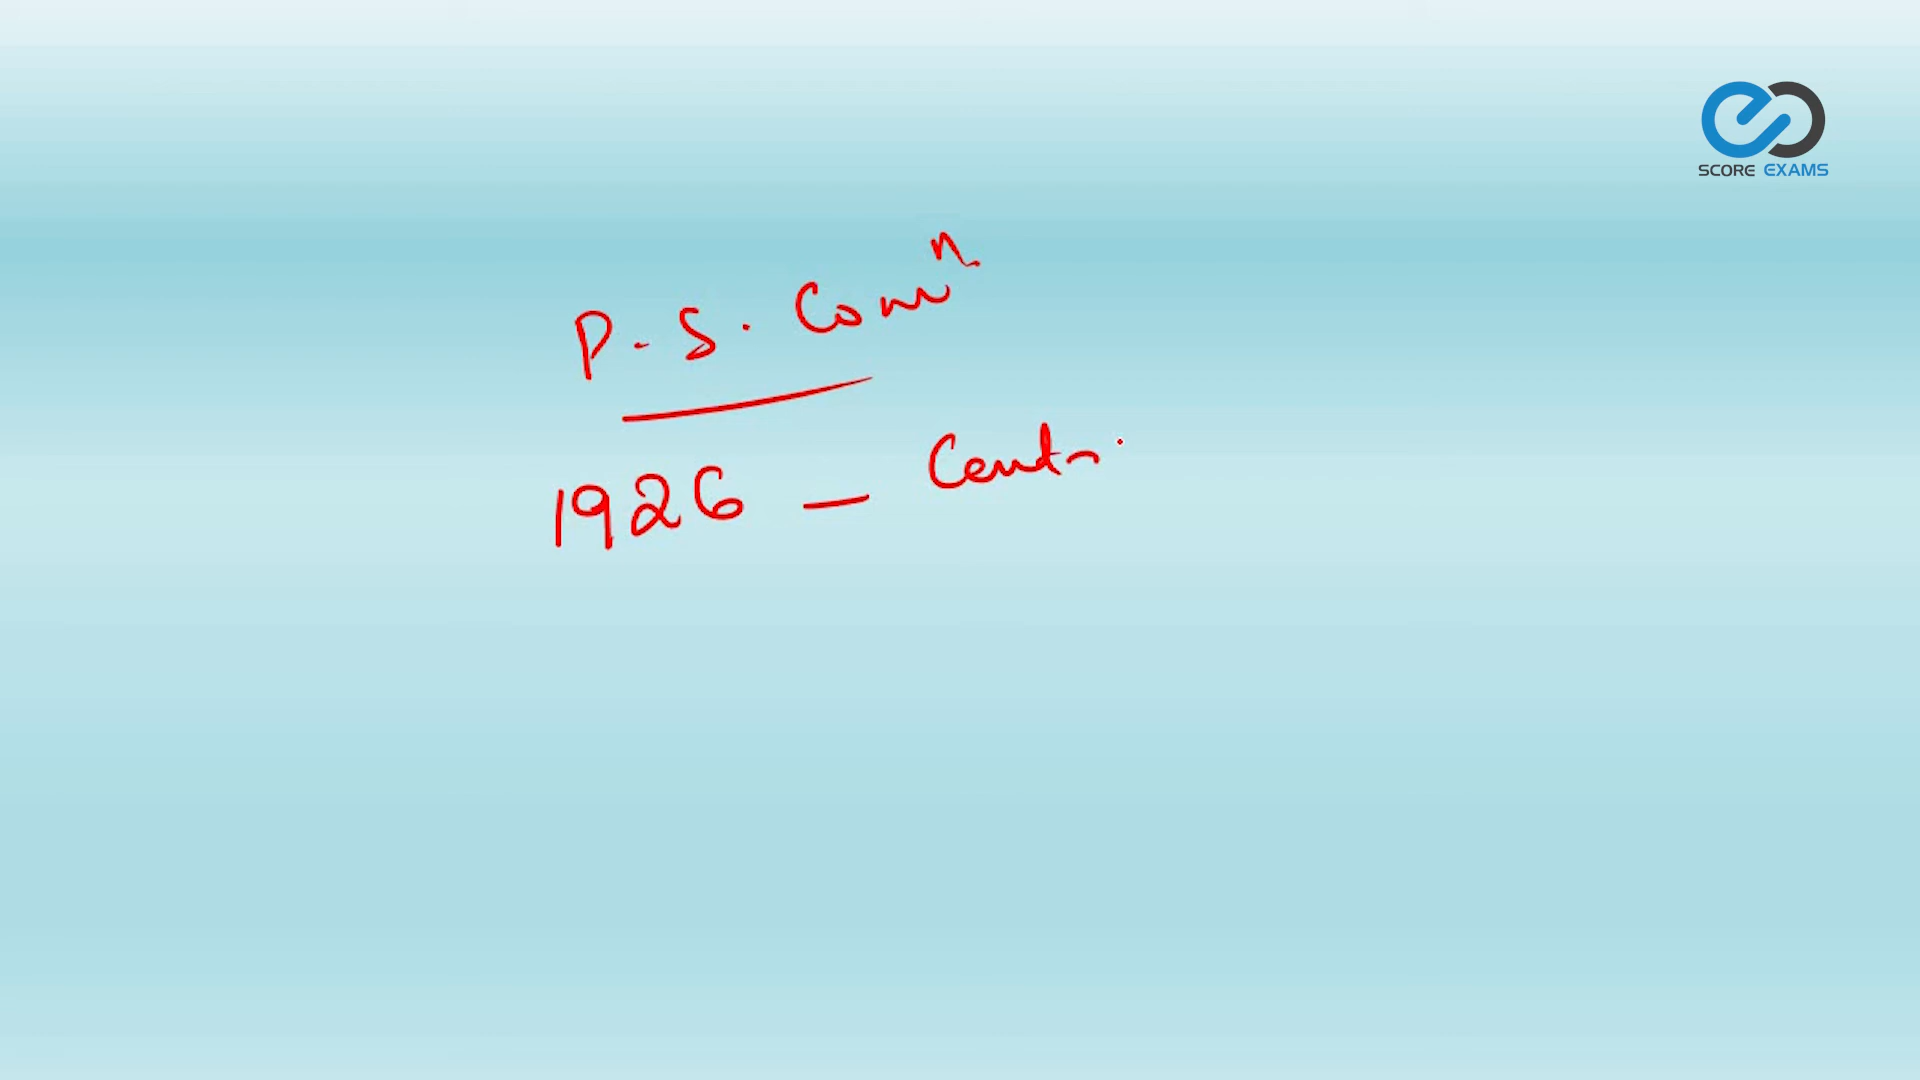 SCORE EXAMS
P. S. Comⁿ
1926 - Centr